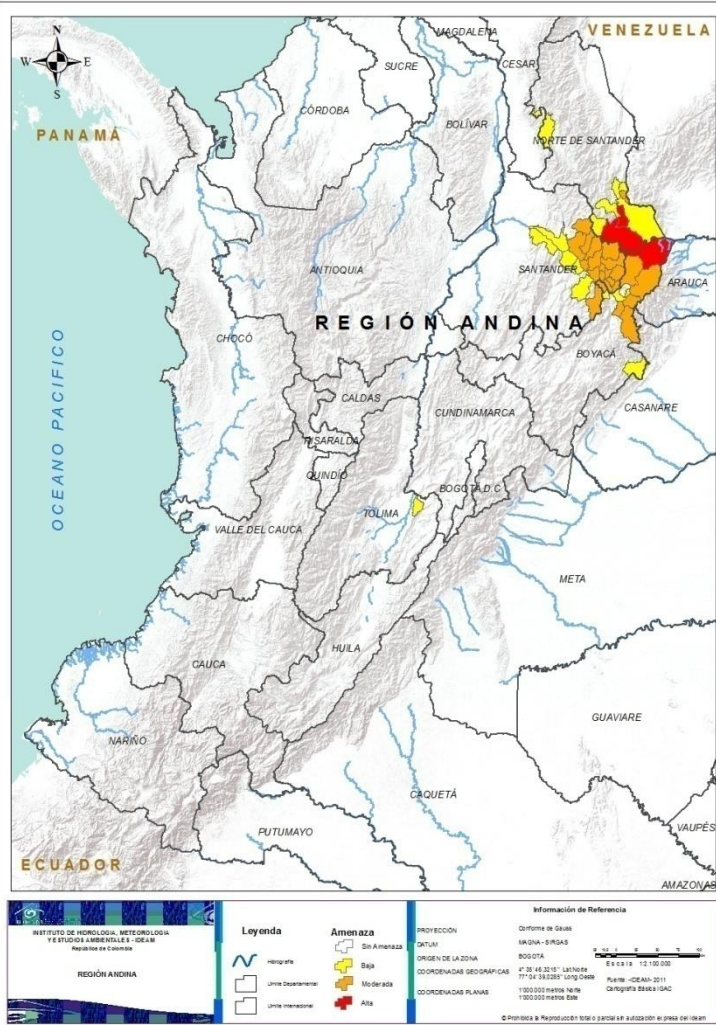 N
W
E
S
MAGDALENA
VENEZUELA
SUCRE
CESAR
CÓRDOBA
BOLÍVAR
PANAMÁ
NORTE DE SANTANDER
ANTIOQUIA
SANTANDER
ARAUCA
REGIÓN ANDINA
CHOCÓ
BOYACÁ
OCEANO PACIFICO
CALDAS
CUNDINAMARCA
CASANARE
RISARALDA
QUINDÍO
BOGOTÁ D.C
TOLIMA
VALLE DEL CAUCA
META
HUILA
CAUCA
GUAVIARE
NARIÑO
CAQUETÁ
PUTUMAYO
VAUPÉS
ECUADOR
AMAZONAS
INSTITUTO DE HIDROLOGIA, METEOROLOGIA
Y ESTUDIOS AMBIENTALES - IDEAM
República de Colombia
REGIÓN ANDINA
Leyenda
Hidrografía
Límite Departamental
Límite Internacional
Amenaza
Sin Amenaza
Baja
Moderada
Alta
Información de Referencia
PROYECCIÓN
Conforme de Gauss
DATUM
MAGNA - SIRGAS
ORIGEN DE LA ZONA
BOGOTÁ
COORDENADAS GEOGRÁFICAS
Lat.Norte
Long.Oeste
COORDENADAS PLANAS
1'000.000 metros Norte
1'000.000 metros Este
Escala 1:2.100.000
Fuente: -IDEAM- 2011
Cartografía Básica IGAC
© Prohibida la Reproducción total o parcial sin autorización expresa del Ideam